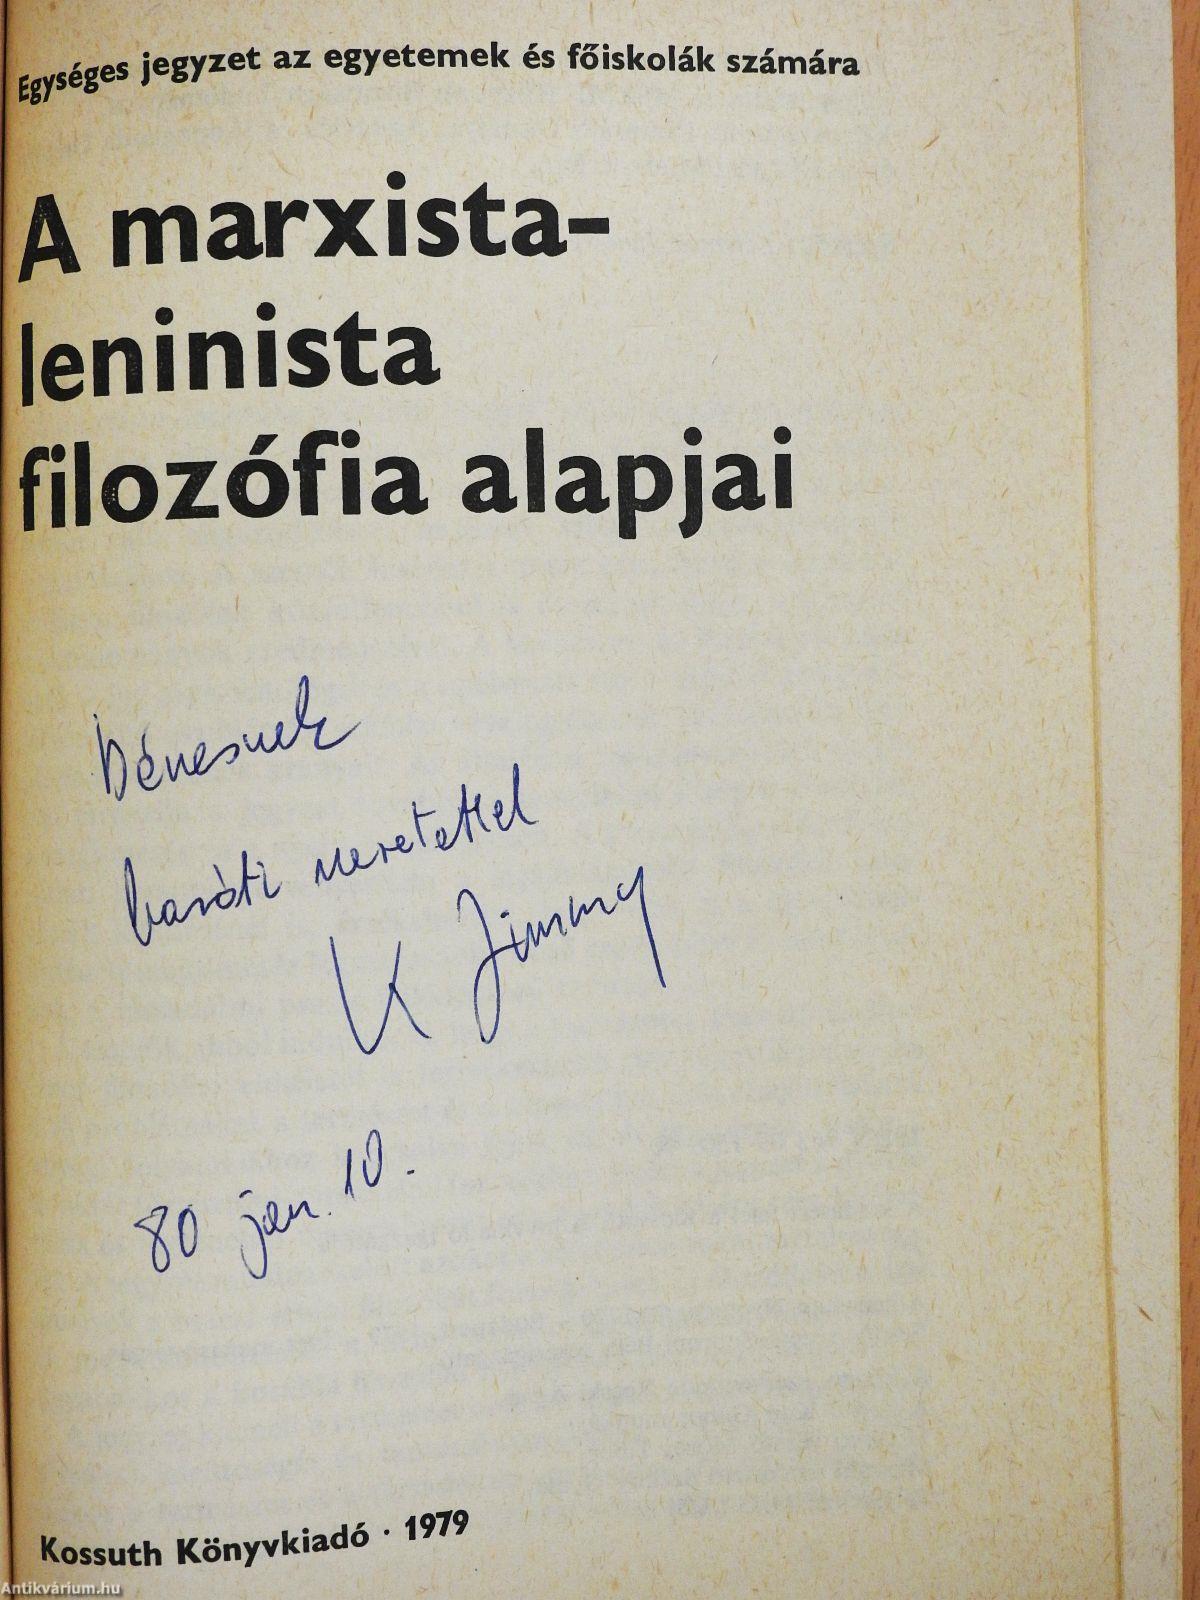 Egységes jegyzet az egyetemek és főiskolák számára
A marxista-
leninista
filozófia alapjai
Dénesnek
baráti szeretettel
K Jimmy
80 jan. 10.
Kossuth Könyvkiadó · 1979
Antikvárium.hu